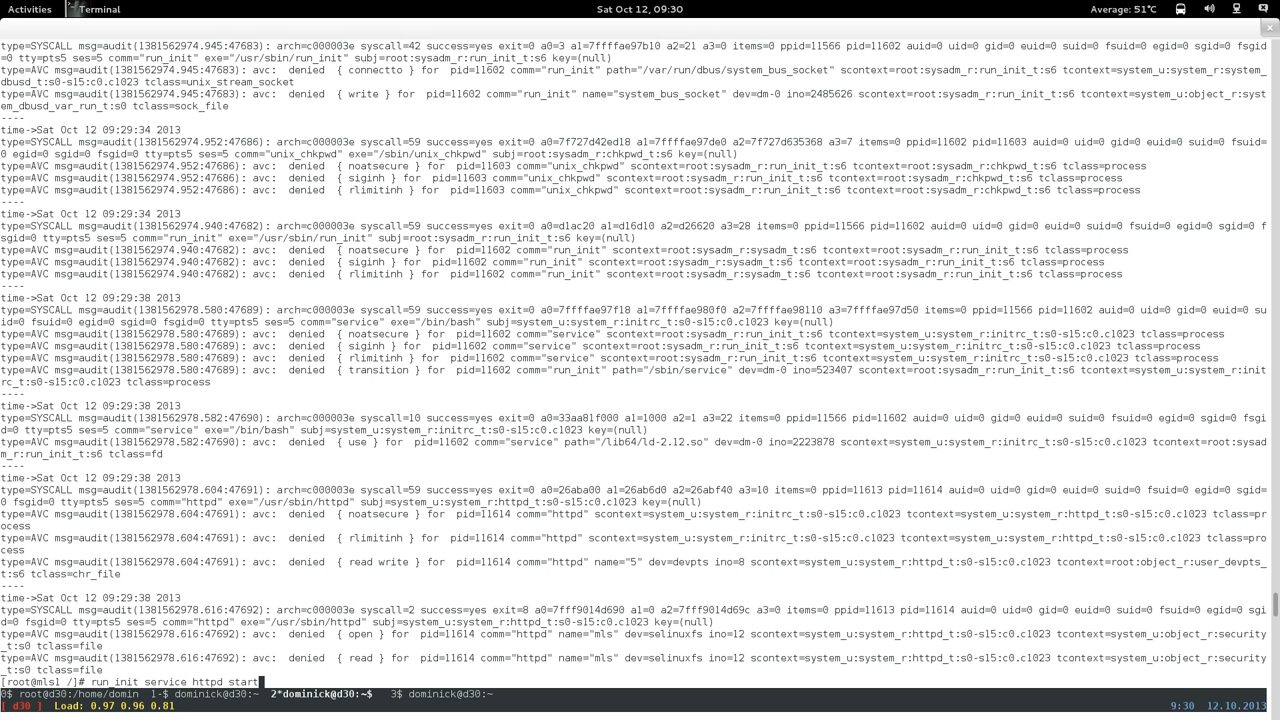 Activities Terminal Sat Oct 12, 09:30 Average: 51°C
type=SYSCALL msg=audit(1381562974.945:47683): arch=c000003e syscall=42 success=yes exit=0 a0=3 a1=7ffffae97b10 a2=21 a3=0 items=0 ppid=11566 pid=11602 auid=0 uid=0 gid=0 euid=0 suid=0 fsuid=0 egid=0 sgid=0 fsgid
=0 tty=pts5 ses=5 comm="run_init" exe="/usr/sbin/run_init" subj=root:sysadm_r:run_init_t:s6 key=(null)
type=AVC msg=audit(1381562974.945:47683): avc:  denied  { connectto } for  pid=11602 comm="run_init" path="/var/run/dbus/system_bus_socket" scontext=root:sysadm_r:run_init_t:s6 tcontext=system_u:system_r:system_
dbusd_t:s0-s15:c0.c1023 tclass=unix_stream_socket
type=AVC msg=audit(1381562974.945:47683): avc:  denied  { write } for  pid=11602 comm="run_init" name="system_bus_socket" dev=dm-0 ino=2485626 scontext=root:sysadm_r:run_init_t:s6 tcontext=system_u:object_r:syst
em_dbusd_var_run_t:s0 tclass=sock_file
----
time->Sat Oct 12 09:29:34 2013
type=SYSCALL msg=audit(1381562974.952:47686): arch=c000003e syscall=59 success=yes exit=0 a0=7f727d42ed18 a1=7ffffae97de0 a2=7f727d635368 a3=7 items=0 ppid=11602 pid=11603 auid=0 uid=0 gid=0 euid=0 suid=0 fsuid=
0 egid=0 sgid=0 fsgid=0 tty=pts5 ses=5 comm="unix_chkpwd" exe="/sbin/unix_chkpwd" subj=root:sysadm_r:chkpwd_t:s6 key=(null)
type=AVC msg=audit(1381562974.952:47686): avc:  denied  { noatsecure } for  pid=11603 comm="unix_chkpwd" scontext=root:sysadm_r:run_init_t:s6 tcontext=root:sysadm_r:chkpwd_t:s6 tclass=process
type=AVC msg=audit(1381562974.952:47686): avc:  denied  { siginh } for  pid=11603 comm="unix_chkpwd" scontext=root:sysadm_r:run_init_t:s6 tcontext=root:sysadm_r:chkpwd_t:s6 tclass=process
type=AVC msg=audit(1381562974.952:47686): avc:  denied  { rlimitinh } for  pid=11603 comm="unix_chkpwd" scontext=root:sysadm_r:run_init_t:s6 tcontext=root:sysadm_r:chkpwd_t:s6 tclass=process
----
time->Sat Oct 12 09:29:34 2013
type=SYSCALL msg=audit(1381562974.940:47682): arch=c000003e syscall=59 success=yes exit=0 a0=d1ac20 a1=d16d10 a2=d26620 a3=28 items=0 ppid=11566 pid=11602 auid=0 uid=0 gid=0 euid=0 suid=0 fsuid=0 egid=0 sgid=0 f
sgid=0 tty=pts5 ses=5 comm="run_init" exe="/usr/sbin/run_init" subj=root:sysadm_r:run_init_t:s6 key=(null)
type=AVC msg=audit(1381562974.940:47682): avc:  denied  { noatsecure } for  pid=11602 comm="run_init" scontext=root:sysadm_r:sysadm_t:s6 tcontext=root:sysadm_r:run_init_t:s6 tclass=process
type=AVC msg=audit(1381562974.940:47682): avc:  denied  { siginh } for  pid=11602 comm="run_init" scontext=root:sysadm_r:sysadm_t:s6 tcontext=root:sysadm_r:run_init_t:s6 tclass=process
type=AVC msg=audit(1381562974.940:47682): avc:  denied  { rlimitinh } for  pid=11602 comm="run_init" scontext=root:sysadm_r:sysadm_t:s6 tcontext=root:sysadm_r:run_init_t:s6 tclass=process
----
time->Sat Oct 12 09:29:38 2013
type=SYSCALL msg=audit(1381562978.580:47689): arch=c000003e syscall=59 success=yes exit=0 a0=7ffffae97f18 a1=7ffffae980f0 a2=7ffffae98110 a3=7ffffae97d50 items=0 ppid=11566 pid=11602 auid=0 uid=0 gid=0 euid=0 su
id=0 fsuid=0 egid=0 sgid=0 fsgid=0 tty=pts5 ses=5 comm="service" exe="/bin/bash" subj=system_u:system_r:initrc_t:s0-s15:c0.c1023 key=(null)
type=AVC msg=audit(1381562978.580:47689): avc:  denied  { noatsecure } for  pid=11602 comm="service" scontext=root:sysadm_r:run_init_t:s6 tcontext=system_u:system_r:initrc_t:s0-s15:c0.c1023 tclass=process
type=AVC msg=audit(1381562978.580:47689): avc:  denied  { siginh } for  pid=11602 comm="service" scontext=root:sysadm_r:run_init_t:s6 tcontext=system_u:system_r:initrc_t:s0-s15:c0.c1023 tclass=process
type=AVC msg=audit(1381562978.580:47689): avc:  denied  { rlimitinh } for  pid=11602 comm="service" scontext=root:sysadm_r:run_init_t:s6 tcontext=system_u:system_r:initrc_t:s0-s15:c0.c1023 tclass=process
type=AVC msg=audit(1381562978.580:47689): avc:  denied  { transition } for  pid=11602 comm="run_init" path="/sbin/service" dev=dm-0 ino=523407 scontext=root:sysadm_r:run_init_t:s6 tcontext=system_u:system_r:init
rc_t:s0-s15:c0.c1023 tclass=process
----
time->Sat Oct 12 09:29:38 2013
type=SYSCALL msg=audit(1381562978.582:47690): arch=c000003e syscall=10 success=yes exit=0 a0=33aa81f000 a1=1000 a2=1 a3=22 items=0 ppid=11566 pid=11602 auid=0 uid=0 gid=0 euid=0 suid=0 fsuid=0 egid=0 sgid=0 fsgid=0
tty=pts5 ses=5 comm="service" exe="/bin/bash" subj=system_u:system_r:initrc_t:s0-s15:c0.c1023 key=(null)
type=AVC msg=audit(1381562978.582:47690): avc:  denied  { use } for  pid=11602 comm="service" path="/lib64/ld-2.12.so" dev=dm-0 ino=2223878 scontext=system_u:system_r:initrc_t:s0-s15:c0.c1023 tcontext=root:sysad
m_r:run_init_t:s6 tclass=fd
----
time->Sat Oct 12 09:29:38 2013
type=SYSCALL msg=audit(1381562978.604:47691): arch=c000003e syscall=59 success=yes exit=0 a0=26aba00 a1=26ab6d0 a2=26abf40 a3=10 items=0 ppid=11613 pid=11614 auid=0 uid=0 gid=0 euid=0 suid=0 fsuid=0 egid=0 sgid=
0 fsgid=0 tty=pts5 ses=5 comm="httpd" exe="/usr/sbin/httpd" subj=system_u:system_r:httpd_t:s0-s15:c0.c1023 key=(null)
type=AVC msg=audit(1381562978.604:47691): avc:  denied  { noatsecure } for  pid=11614 comm="httpd" scontext=system_u:system_r:initrc_t:s0-s15:c0.c1023 tcontext=system_u:system_r:httpd_t:s0-s15:c0.c1023 tclass=pr
ocess
type=AVC msg=audit(1381562978.604:47691): avc:  denied  { rlimitinh } for  pid=11614 comm="httpd" scontext=system_u:system_r:initrc_t:s0-s15:c0.c1023 tcontext=system_u:system_r:httpd_t:s0-s15:c0.c1023 tclass=pro
cess
type=AVC msg=audit(1381562978.604:47691): avc:  denied  { read write } for  pid=11614 comm="httpd" name="5" dev=devpts ino=8 scontext=system_u:system_r:httpd_t:s0-s15:c0.c1023 tcontext=root:object_r:user_devpts_
t:s6 tclass=chr_file
----
time->Sat Oct 12 09:29:38 2013
type=SYSCALL msg=audit(1381562978.616:47692): arch=c000003e syscall=2 success=yes exit=8 a0=7fff9014d690 a1=0 a2=7fff9014d69c a3=0 items=0 ppid=11613 pid=11614 auid=0 uid=0 gid=0 euid=0 suid=0 fsuid=0 egid=0 sgi
d=0 fsgid=0 tty=pts5 ses=5 comm="httpd" exe="/usr/sbin/httpd" subj=system_u:system_r:httpd_t:s0-s15:c0.c1023 key=(null)
type=AVC msg=audit(1381562978.616:47692): avc:  denied  { open } for  pid=11614 comm="httpd" name="mls" dev=selinuxfs ino=12 scontext=system_u:system_r:httpd_t:s0-s15:c0.c1023 tcontext=system_u:object_r:security
_t:s0 tclass=file
type=AVC msg=audit(1381562978.616:47692): avc:  denied  { read } for  pid=11614 comm="httpd" name="mls" dev=selinuxfs ino=12 scontext=system_u:system_r:httpd_t:s0-s15:c0.c1023 tcontext=system_u:object_r:security
_t:s0 tclass=file
[root@mls1 /]# run_init service httpd start
0$ root@d30:/home/domin  1-$ dominick@d30:~  2*dominick@d30:~$   3$ dominick@d30:~
[ d30 ]  Load: 0.97 0.96 0.81 9:30  12.10.2013